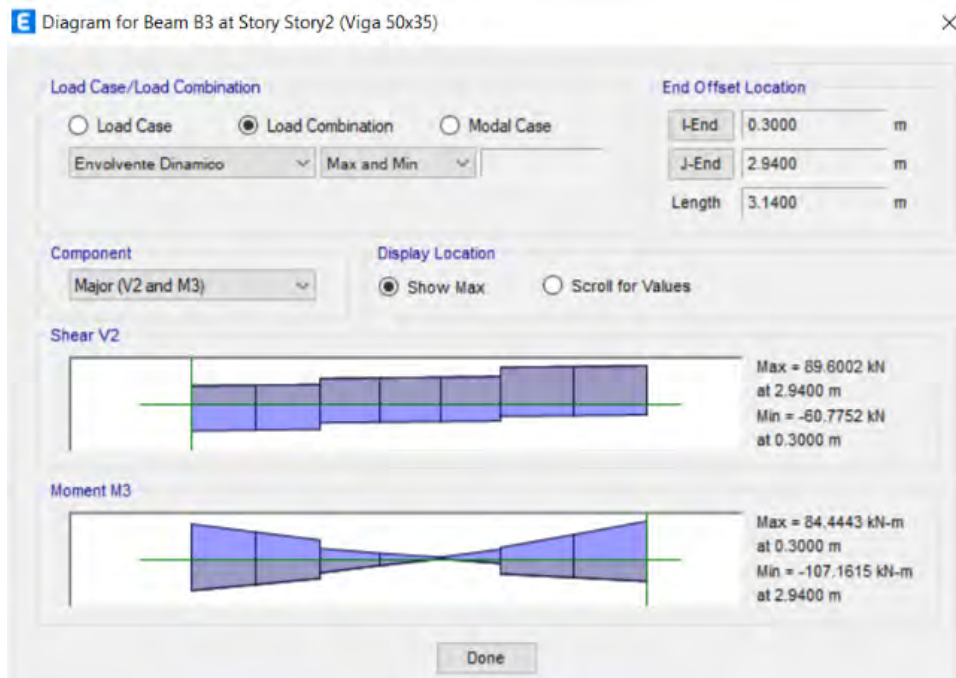 E Diagram for Beam B3 at Story Story2 (Viga 50x35)
Load Case/Load Combination
Load Case Load Combination Modal Case
Envolvente Dinamico Max and Min
End Offset Location
I-End 0.3000 m
J-End 2.9400 m
Length 3.1400 m
Component
Major (V2 and M3)
Display Location
Show Max Scroll for Values
Shear V2
Max = 89.6002 kN
at 2.9400 m
Min = -60.7752 kN
at 0.3000 m
Moment M3
Max = 84.4443 kN-m
at 0.3000 m
Min = -107.1615 kN-m
at 2.9400 m
Done